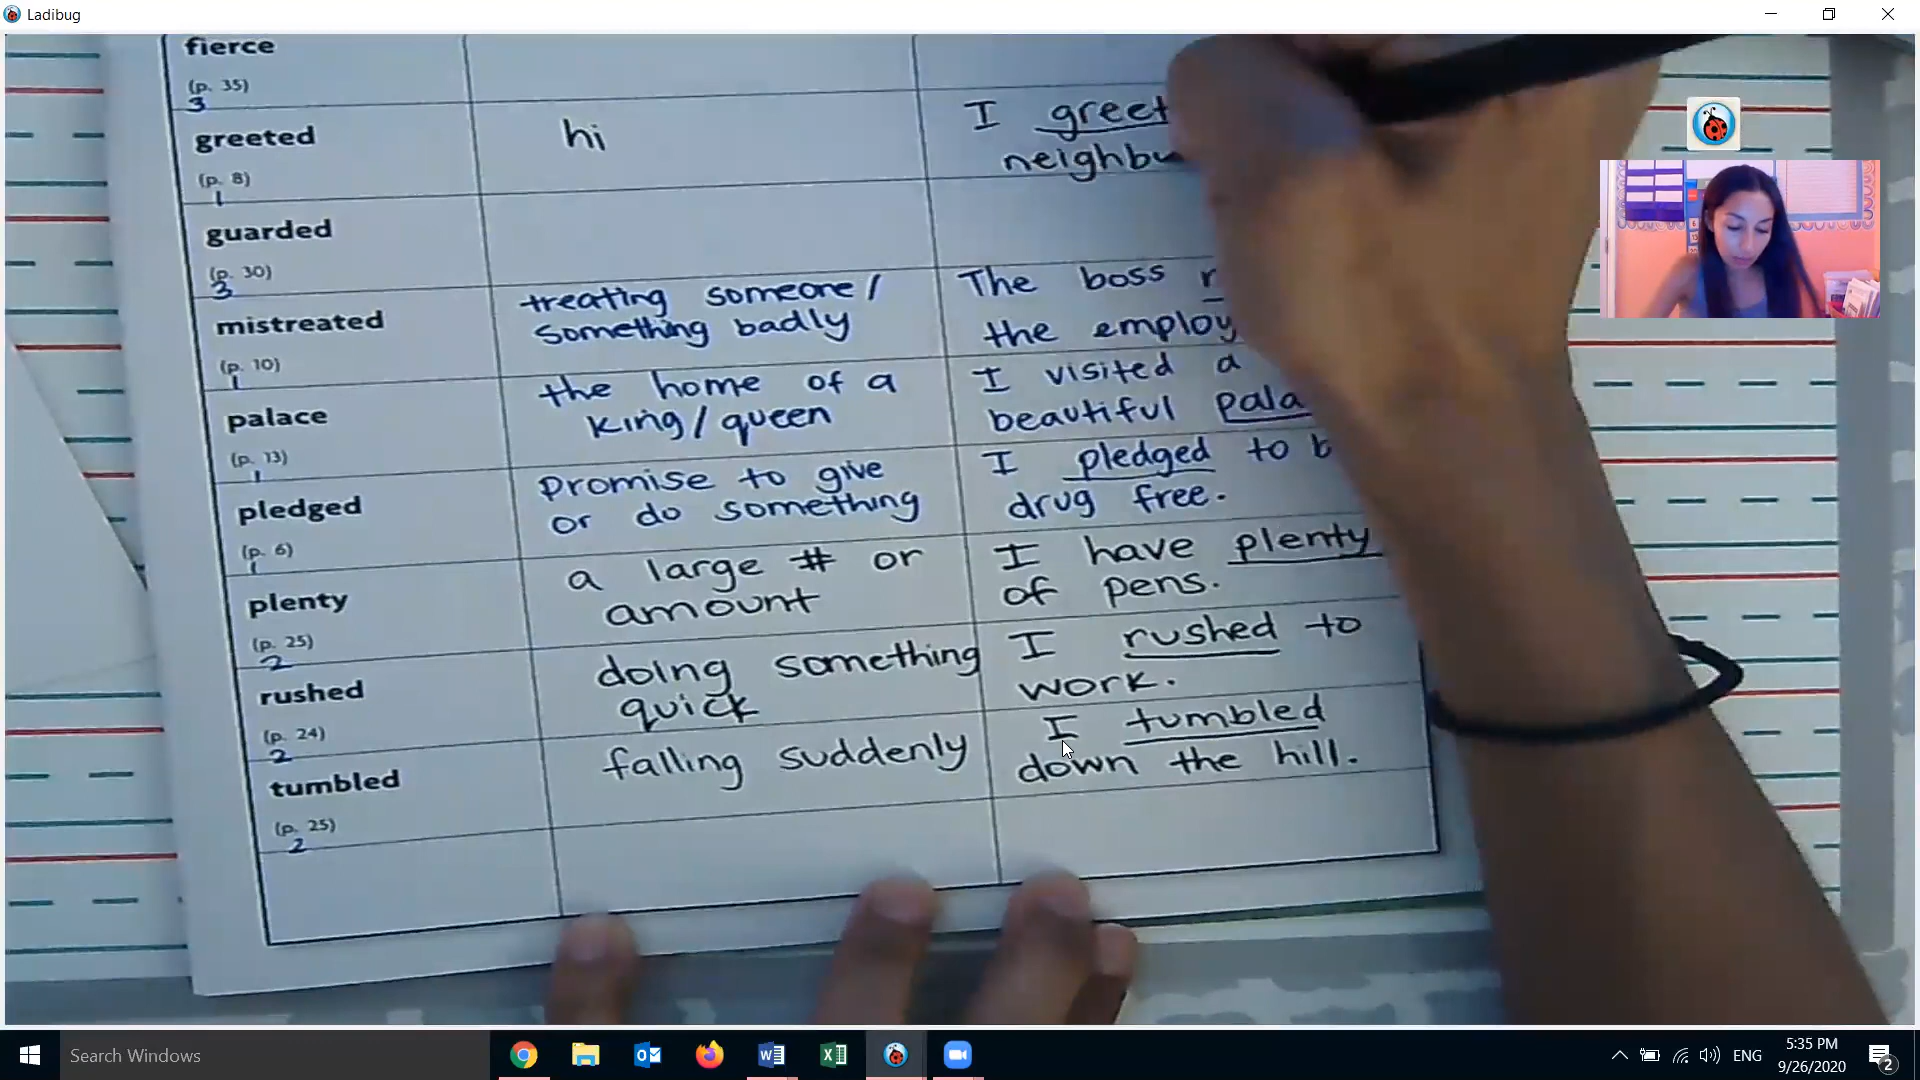 Ladibug
fierce
(p. 35)
3
greeted
hi
I greet
(p. 8)
1
guarded
(p. 30)
3
mistreated
treating someone/
something badly
The boss
the employ
(p. 10)
1
palace
the home of a
king/queen
I visited a
beautiful pala
(p. 13)
1
pledged
promise to give
or do something
I pledged to b
drug free.
(p. 6)
1
plenty
a large # or
amount
I have plenty
of pens.
(p. 25)
2
rushed
doing something
quick
I rushed to
work.
(p. 24)
2
tumbled
falling suddenly
I tumbled
down the hill.
(p. 25)
2
Search Windows
ENG
5:35 PM
9/26/2020
2